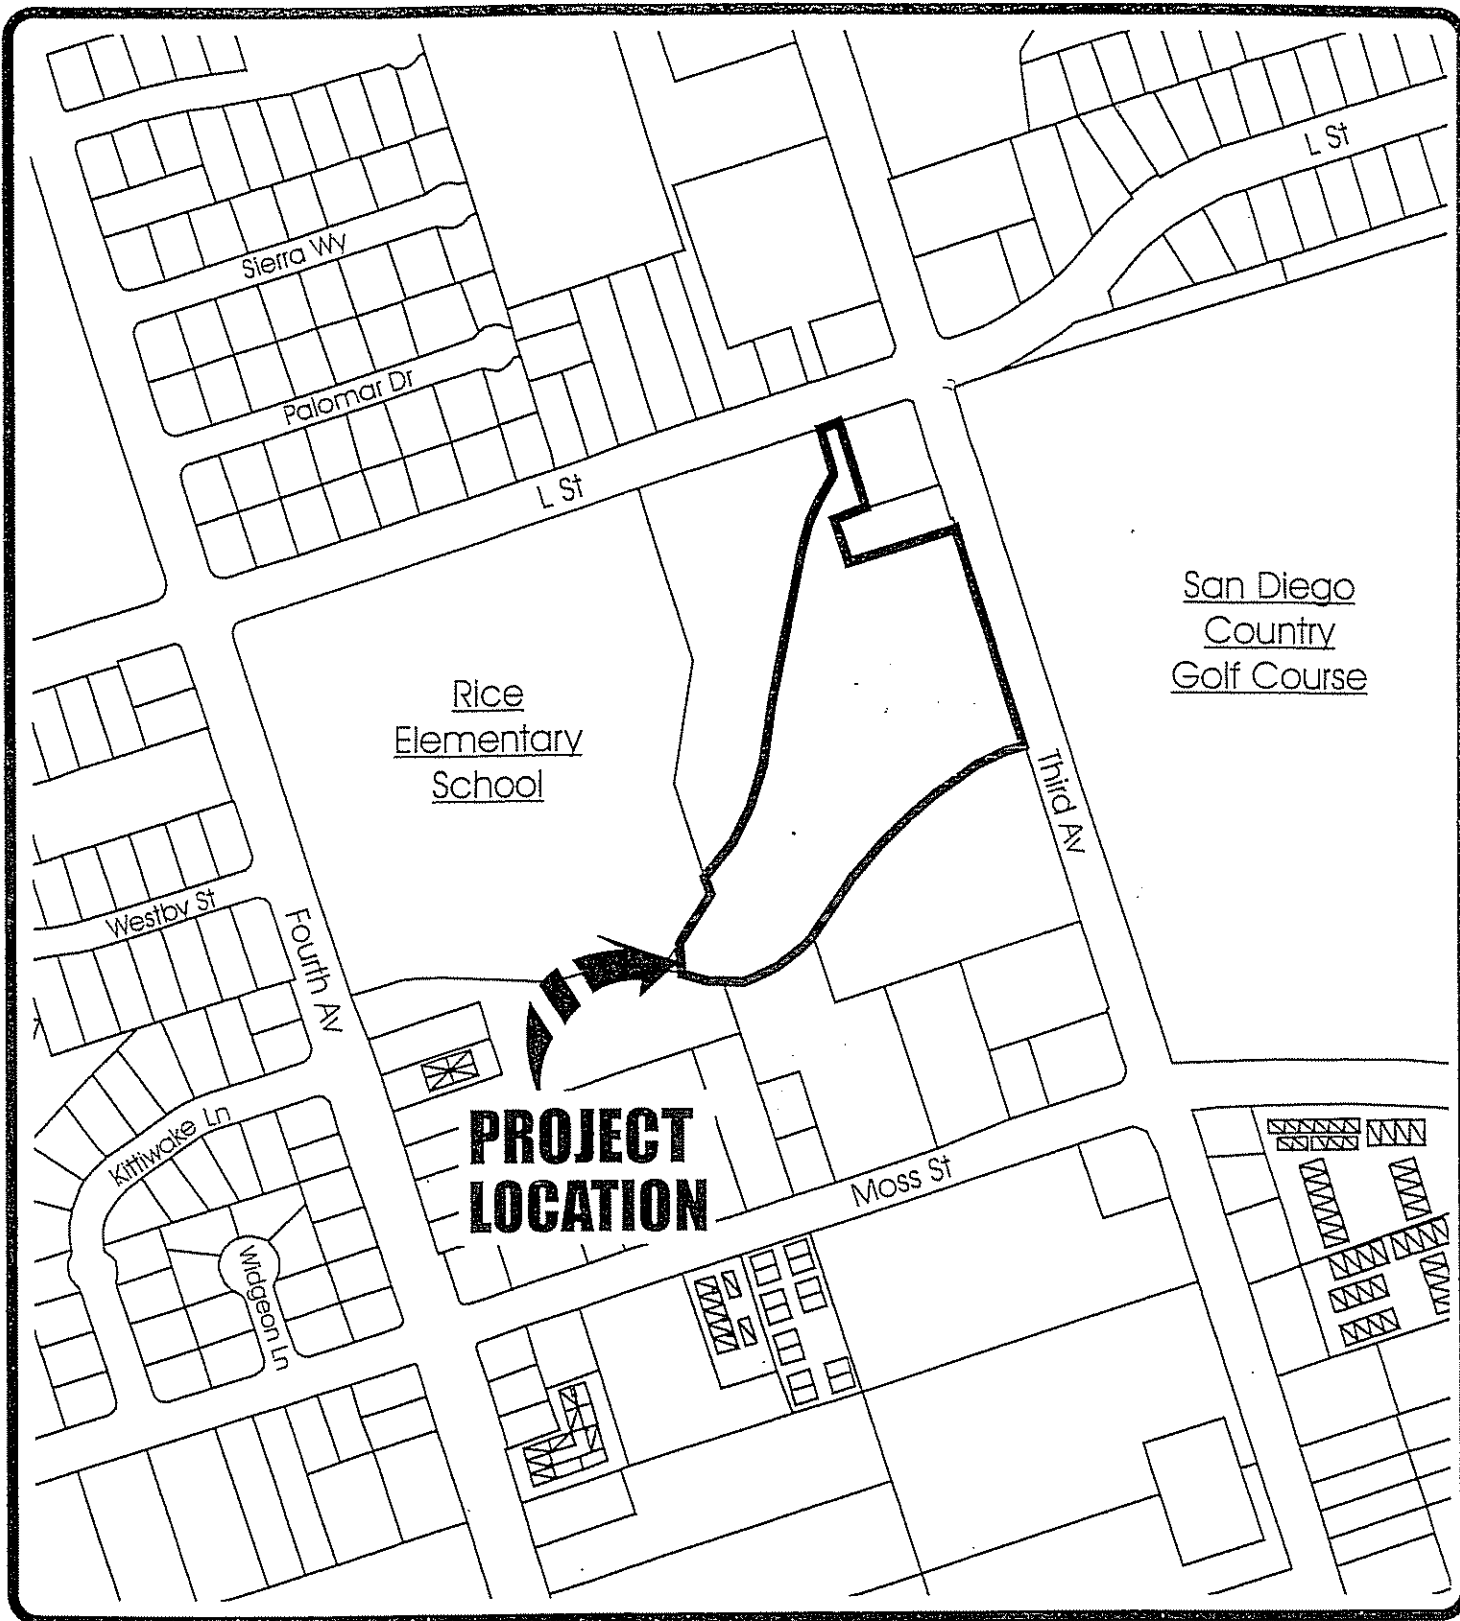 L St
Sierra Wy
Palomar Dr
L St
San Diego
Country
Golf Course
Rice
Elementary
School
Third Av
Westby St
Fourth Av
Kittiwake Ln
PROJECT
LOCATION
Moss St
Widgeon Ln